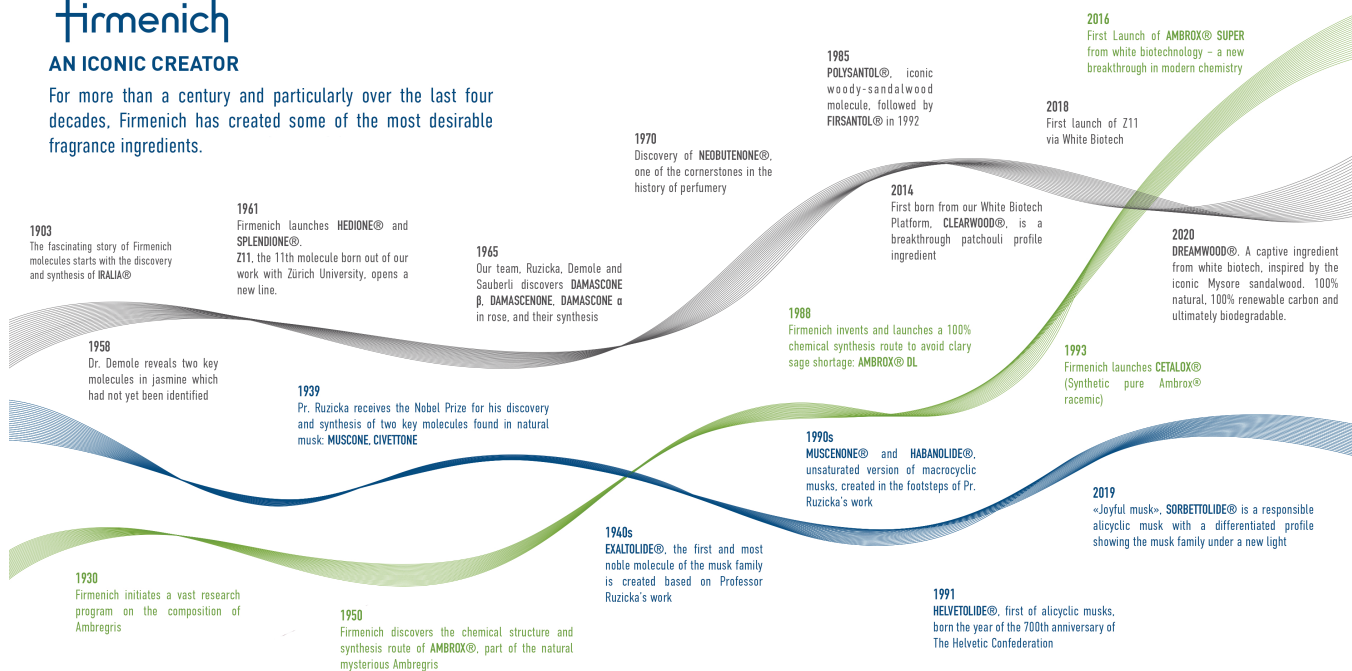 firmenich
AN ICONIC CREATOR
For more than a century and particularly over the last four
decades, Firmenich has created some of the most desirable
fragrance ingredients.
1903
The fascinating story of Firmenich
molecules starts with the discovery
and synthesis of IRALIA®
1958
Dr. Demole reveals two key
molecules in jasmine which
had not yet been identified
1961
Firmenich launches HEDIONE® and
SPLENDIONE®.
Z11, the 11th molecule born out of our
work with Zürich University, opens a
new line.
1965
Our team, Ruzicka, Demole and
Sauberli discovers DAMASCONE
β, DAMASCENONE, DAMASCONE α
in rose, and their synthesis
1970
Discovery of NEOBUTENONE®,
one of the cornerstones in the
history of perfumery
1985
POLYSANTOL®, iconic
woody-sandalwood
molecule, followed by
FIRSANTOL® in 1992
2014
First born from our White Biotech
Platform, CLEARWOOD®, is a
breakthrough patchouli profile
ingredient
2018
First launch of Z11
via White Biotech
2016
First Launch of AMBROX® SUPER
from white biotechnology – a new
breakthrough in modern chemistry
2020
DREAMWOOD®. A captive ingredient
from white biotech, inspired by the
iconic Mysore sandalwood. 100%
natural, 100% renewable carbon and
ultimately biodegradable.
1939
Pr. Ruzicka receives the Nobel Prize for his discovery
and synthesis of two key molecules found in natural
musk: MUSCONE, CIVETTONE
1988
Firmenich invents and launches a 100%
chemical synthesis route to avoid clary
sage shortage: AMBROX® DL
1993
Firmenich launches CETALOX®
(Synthetic pure Ambrox®
racemic)
1990s
MUSCENONE® and HABANOLIDE®,
unsaturated version of macrocyclic
musks, created in the footsteps of Pr.
Ruzicka's work
2019
«Joyful musk», SORBETTOLIDE® is a responsible
alicyclic musk with a differentiated profile
showing the musk family under a new light
1940s
EXALTOLIDE®, the first and most
noble molecule of the musk family
is created based on Professor
Ruzicka's work
1930
Firmenich initiates a vast research
program on the composition of
Ambregris
1950
Firmenich discovers the chemical structure and
synthesis route of AMBROX®, part of the natural
mysterious Ambegris
1991
HELVETOLIDE®, first of alicyclic musks,
born the year of the 700th anniversary of
The Helvetic Confederation